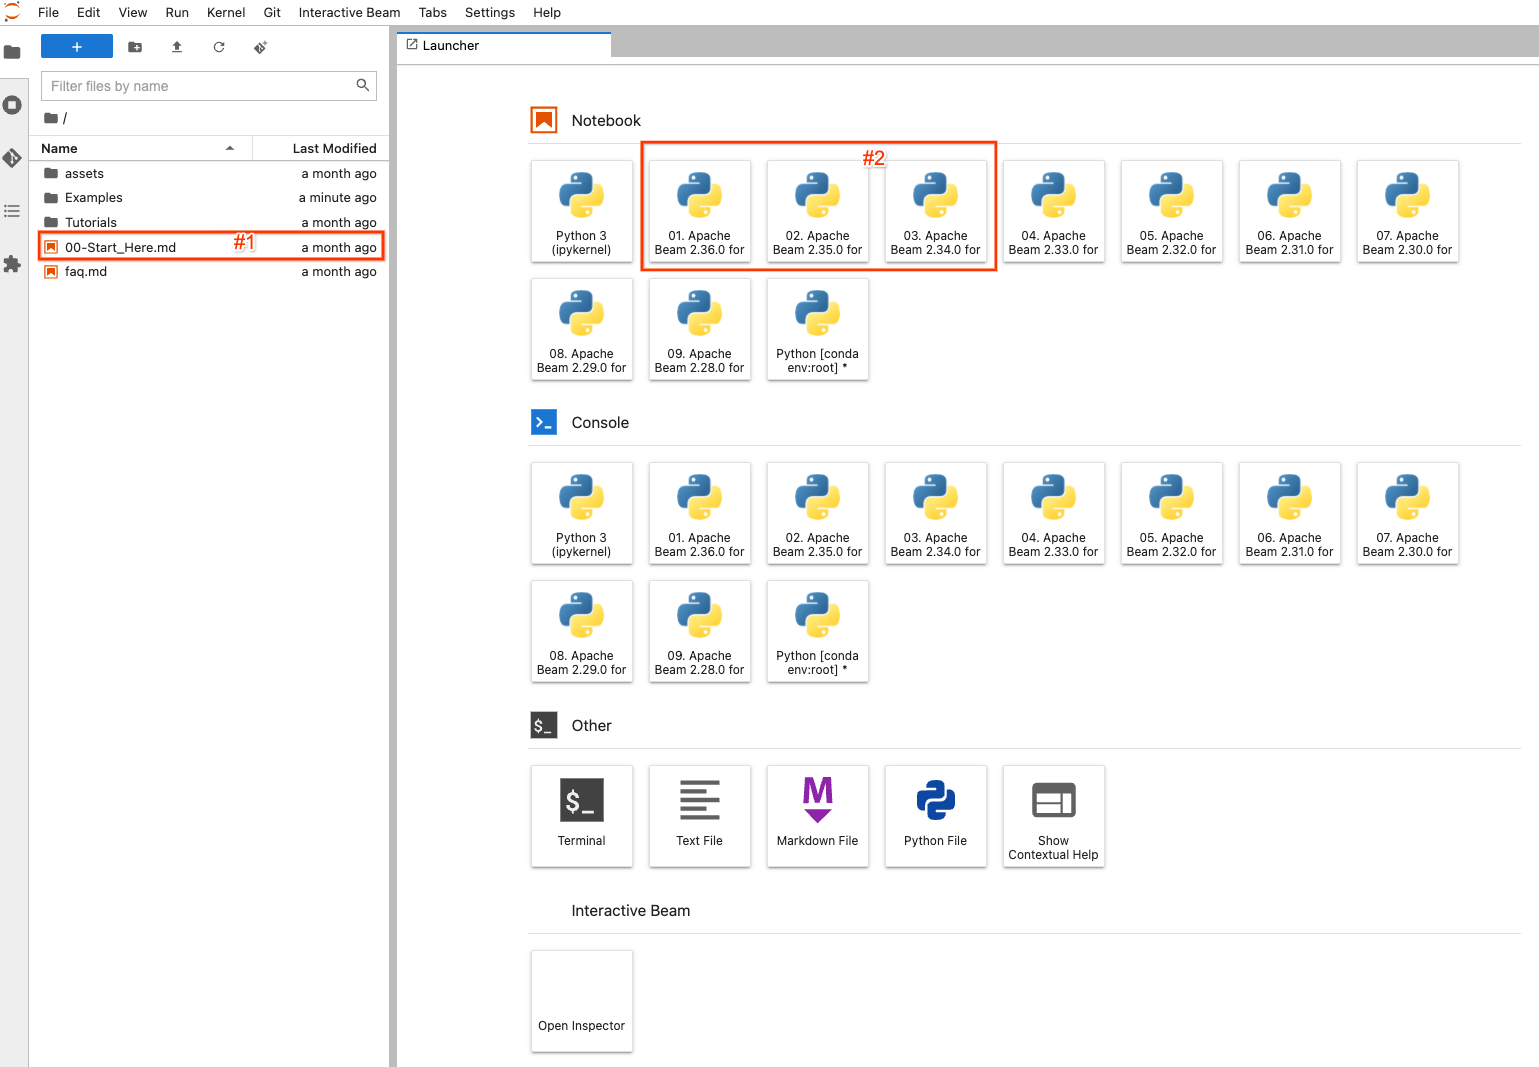 File Edit View Run Kernel Git Interactive Beam Tabs Settings Help
+
Filter files by name
/
Name Last Modified
assets a month ago
Examples a minute ago
Tutorials a month ago
00-Start_Here.md #1 a month ago
faq.md a month ago
Launcher
Notebook
#2
Python 3
(ipykernel)
01. Apache
Beam 2.36.0 for
02. Apache
Beam 2.35.0 for
03. Apache
Beam 2.34.0 for
04. Apache
Beam 2.33.0 for
05. Apache
Beam 2.32.0 for
06. Apache
Beam 2.31.0 for
07. Apache
Beam 2.30.0 for
08. Apache
Beam 2.29.0 for
09. Apache
Beam 2.28.0 for
Python [conda
env:root] *
Console
Python 3
(ipykernel)
01. Apache
Beam 2.36.0 for
02. Apache
Beam 2.35.0 for
03. Apache
Beam 2.34.0 for
04. Apache
Beam 2.33.0 for
05. Apache
Beam 2.32.0 for
06. Apache
Beam 2.31.0 for
07. Apache
Beam 2.30.0 for
08. Apache
Beam 2.29.0 for
09. Apache
Beam 2.28.0 for
Python [conda
env:root] *
$_ Other
$_
Terminal
Text File
M
Markdown File
Python File
Show
Contextual Help
Interactive Beam
Open Inspector